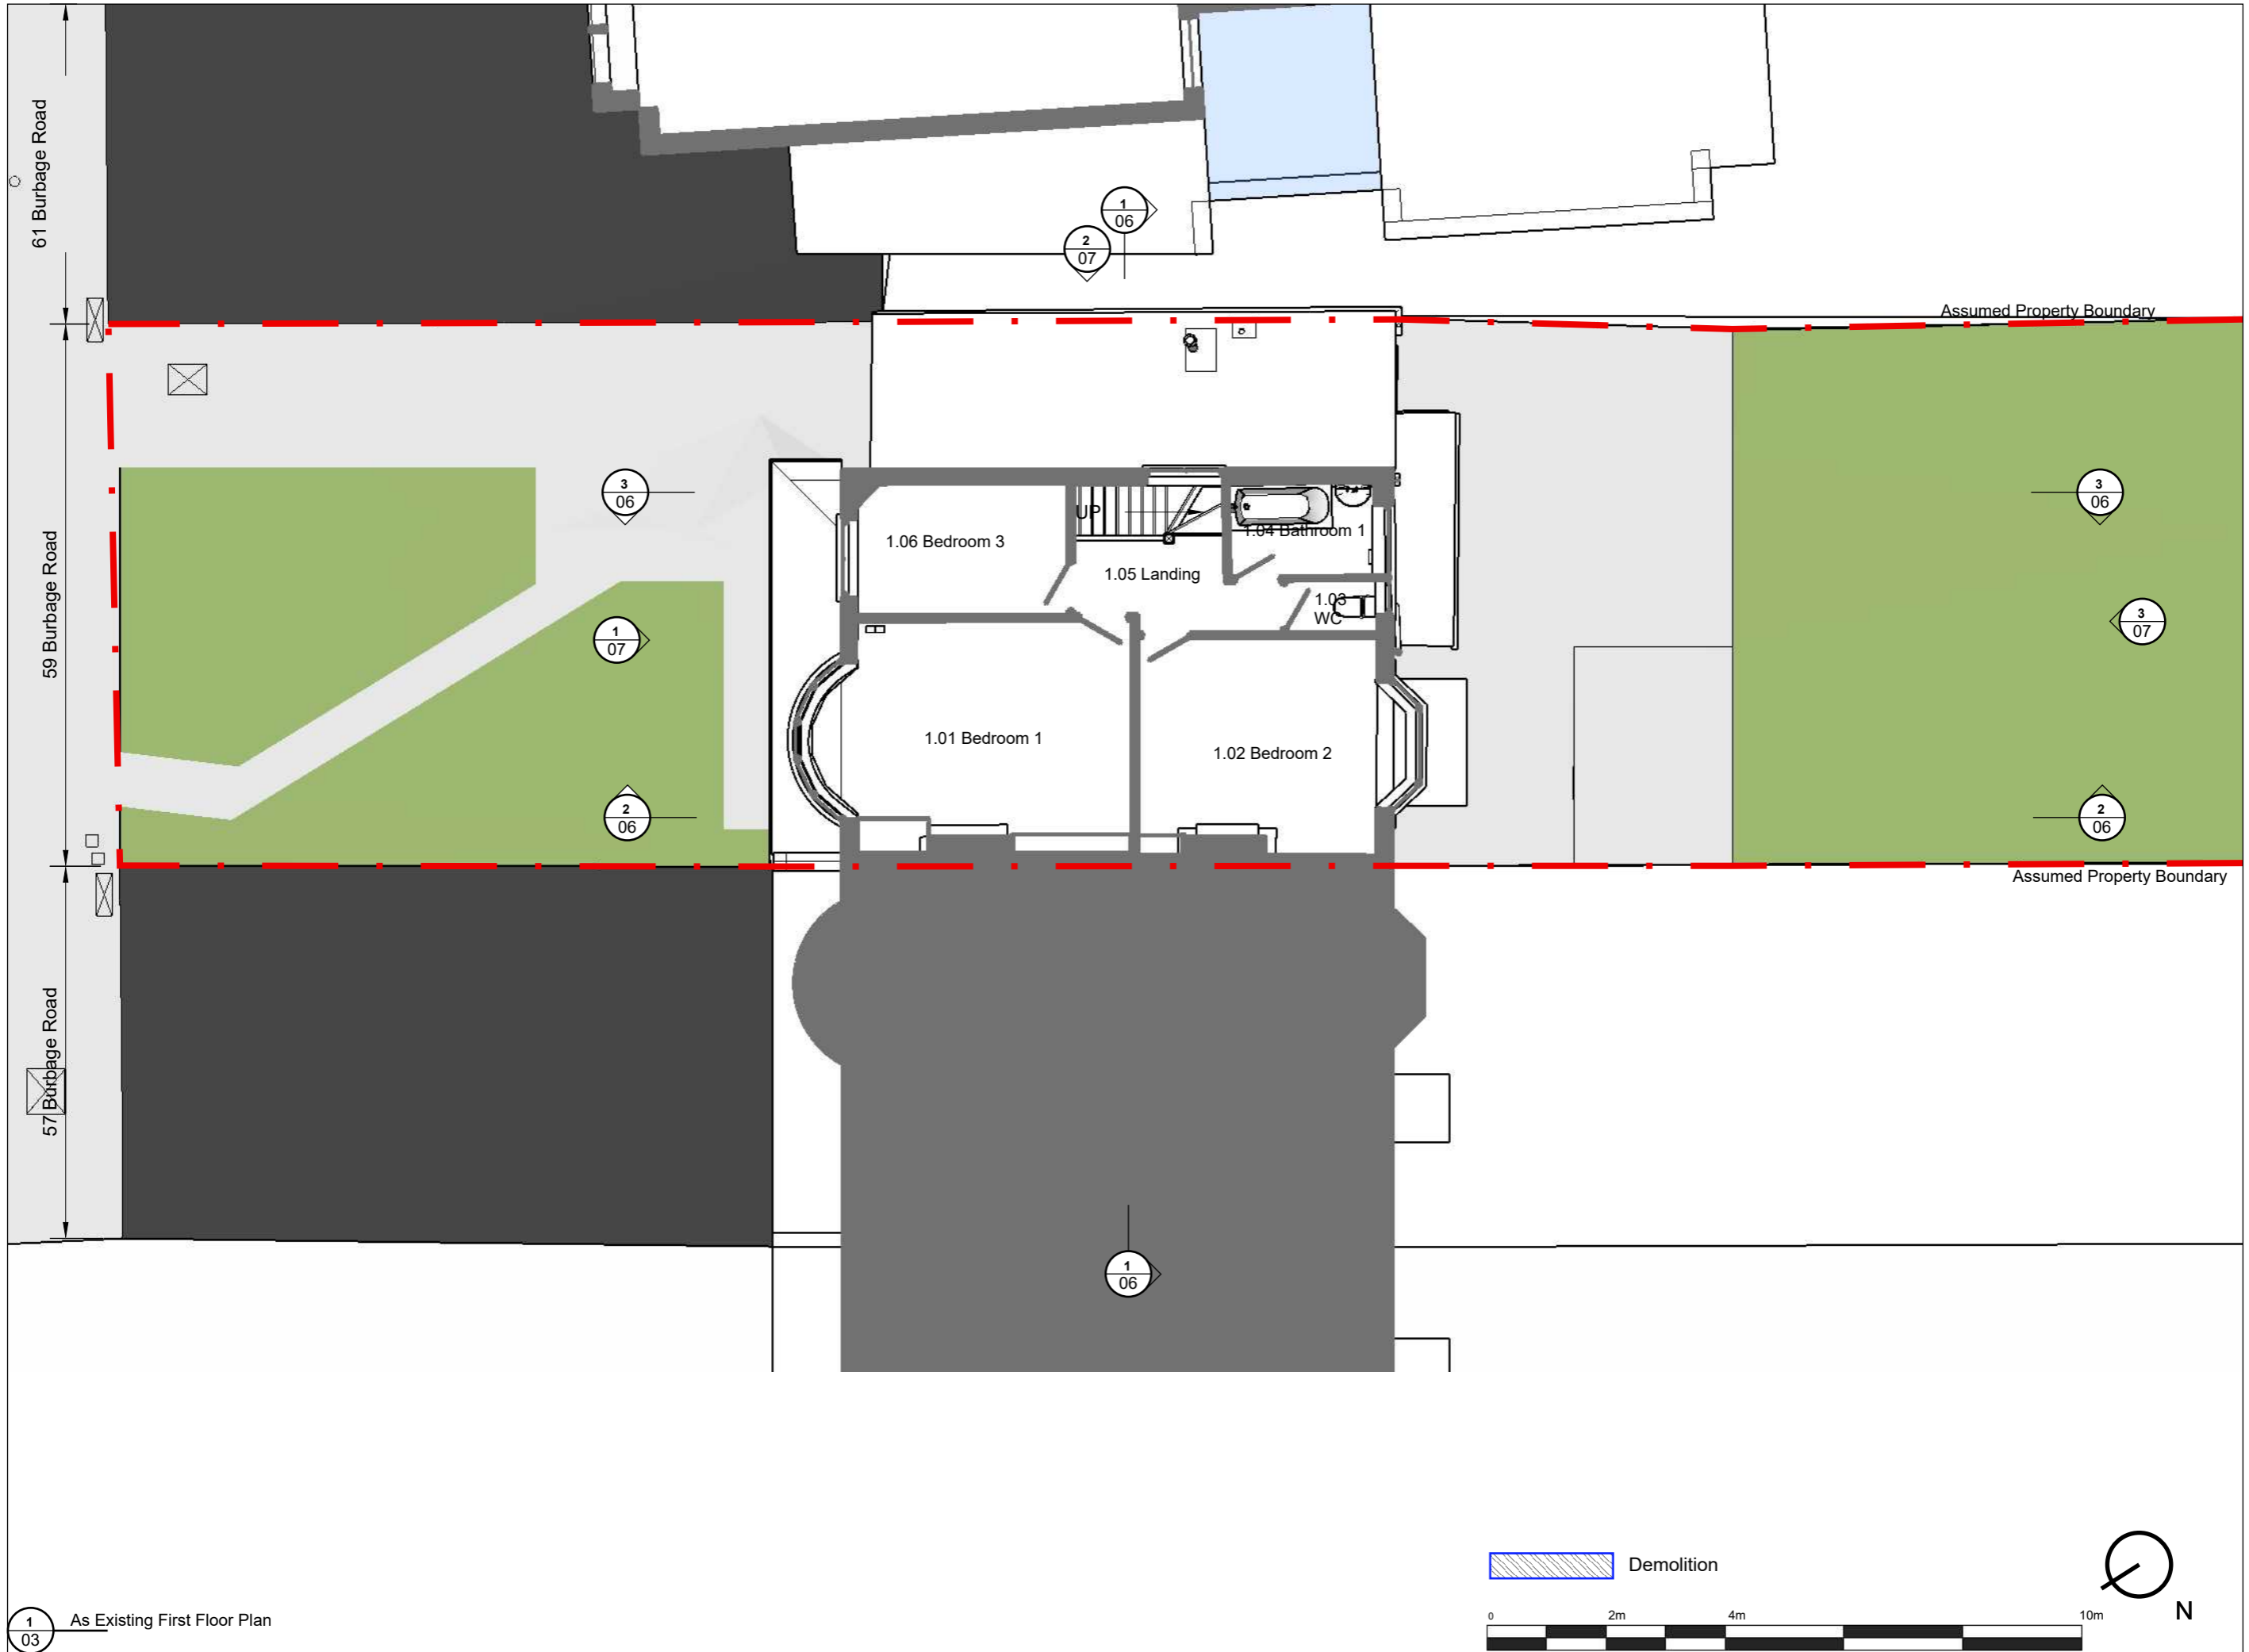 61 Burbage Road
1
06
2
07
Assumed Property Boundary
59 Burbage Road
3
06
3
06
UP
1.04 Bathroom 1
1.06 Bedroom 3
1.05 Landing
1.03
WC
1
07
3
07
1.01 Bedroom 1
1.02 Bedroom 2
2
06
2
06
Assumed Property Boundary
57 Burbage Road
1
06
Demolition
N
0
2m
4m
10m
1
03
As Existing First Floor Plan